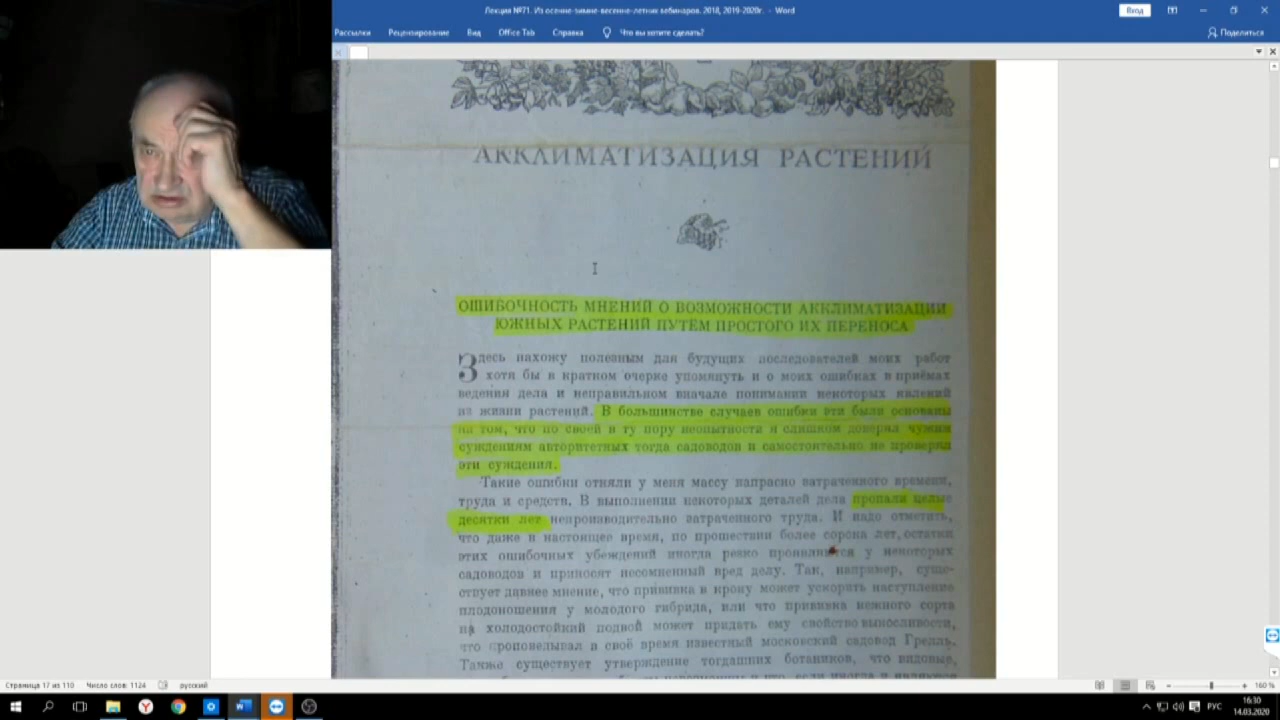 Лекция №71. Из осенне-зимне-весенне-летних вебинаров. 2018, 2019-2020г. - Word
Вход
Рассылки Рецензирование Вид Office Tab Справка Что вы хотите сделать? Поделиться
АККЛИМАТИЗАЦИЯ РАСТЕНИЙ
ОШИБОЧНОСТЬ МНЕНИЙ О ВОЗМОЖНОСТИ АККЛИМАТИЗАЦИИ
ЮЖНЫХ РАСТЕНИЙ ПУТЁМ ПРОСТОГО ИХ ПЕРЕНОСА
Здесь нахожу полезным для будущих последователей моих работ
хотя бы в кратком очерке упомянуть и о моих ошибках в приёмах
ведения дела и неправильном вначале понимании некоторых явлений
из жизни растений. В большинстве случаев ошибки эти были основаны
на том, что по своей в ту пору неопытности я слишком доверял чужим
суждениям авторитетных тогда садоводов и самостоятельно не проверял
эти суждения.
Такие ошибки отняли у меня массу напрасно затраченного времени,
труда и средств. В выполнении некоторых деталей дела пропали целые
десятки лет непроизводительно затраченного труда. И надо отметить,
что даже в настоящее время, по прошествии более сорока лет, остатки
этих ошибочных убеждений иногда резко проявляются у некоторых
садоводов и приносят несомненный вред делу. Так, например, суще-
ствует давнее мнение, что прививка в крону может ускорить наступление
плодоношения у молодого гибрида, или что прививка нежного сорта
на холодостойкий подвой может придать ему свойство выносливости,
что проповедывал в своё время известный московский садовод Грелль.
Также существует утверждение тогдашних ботаников, что видовые,
Страница 17 из 110 Число слов: 1124 русский 160 %
РУС
16:30
14.03.2020